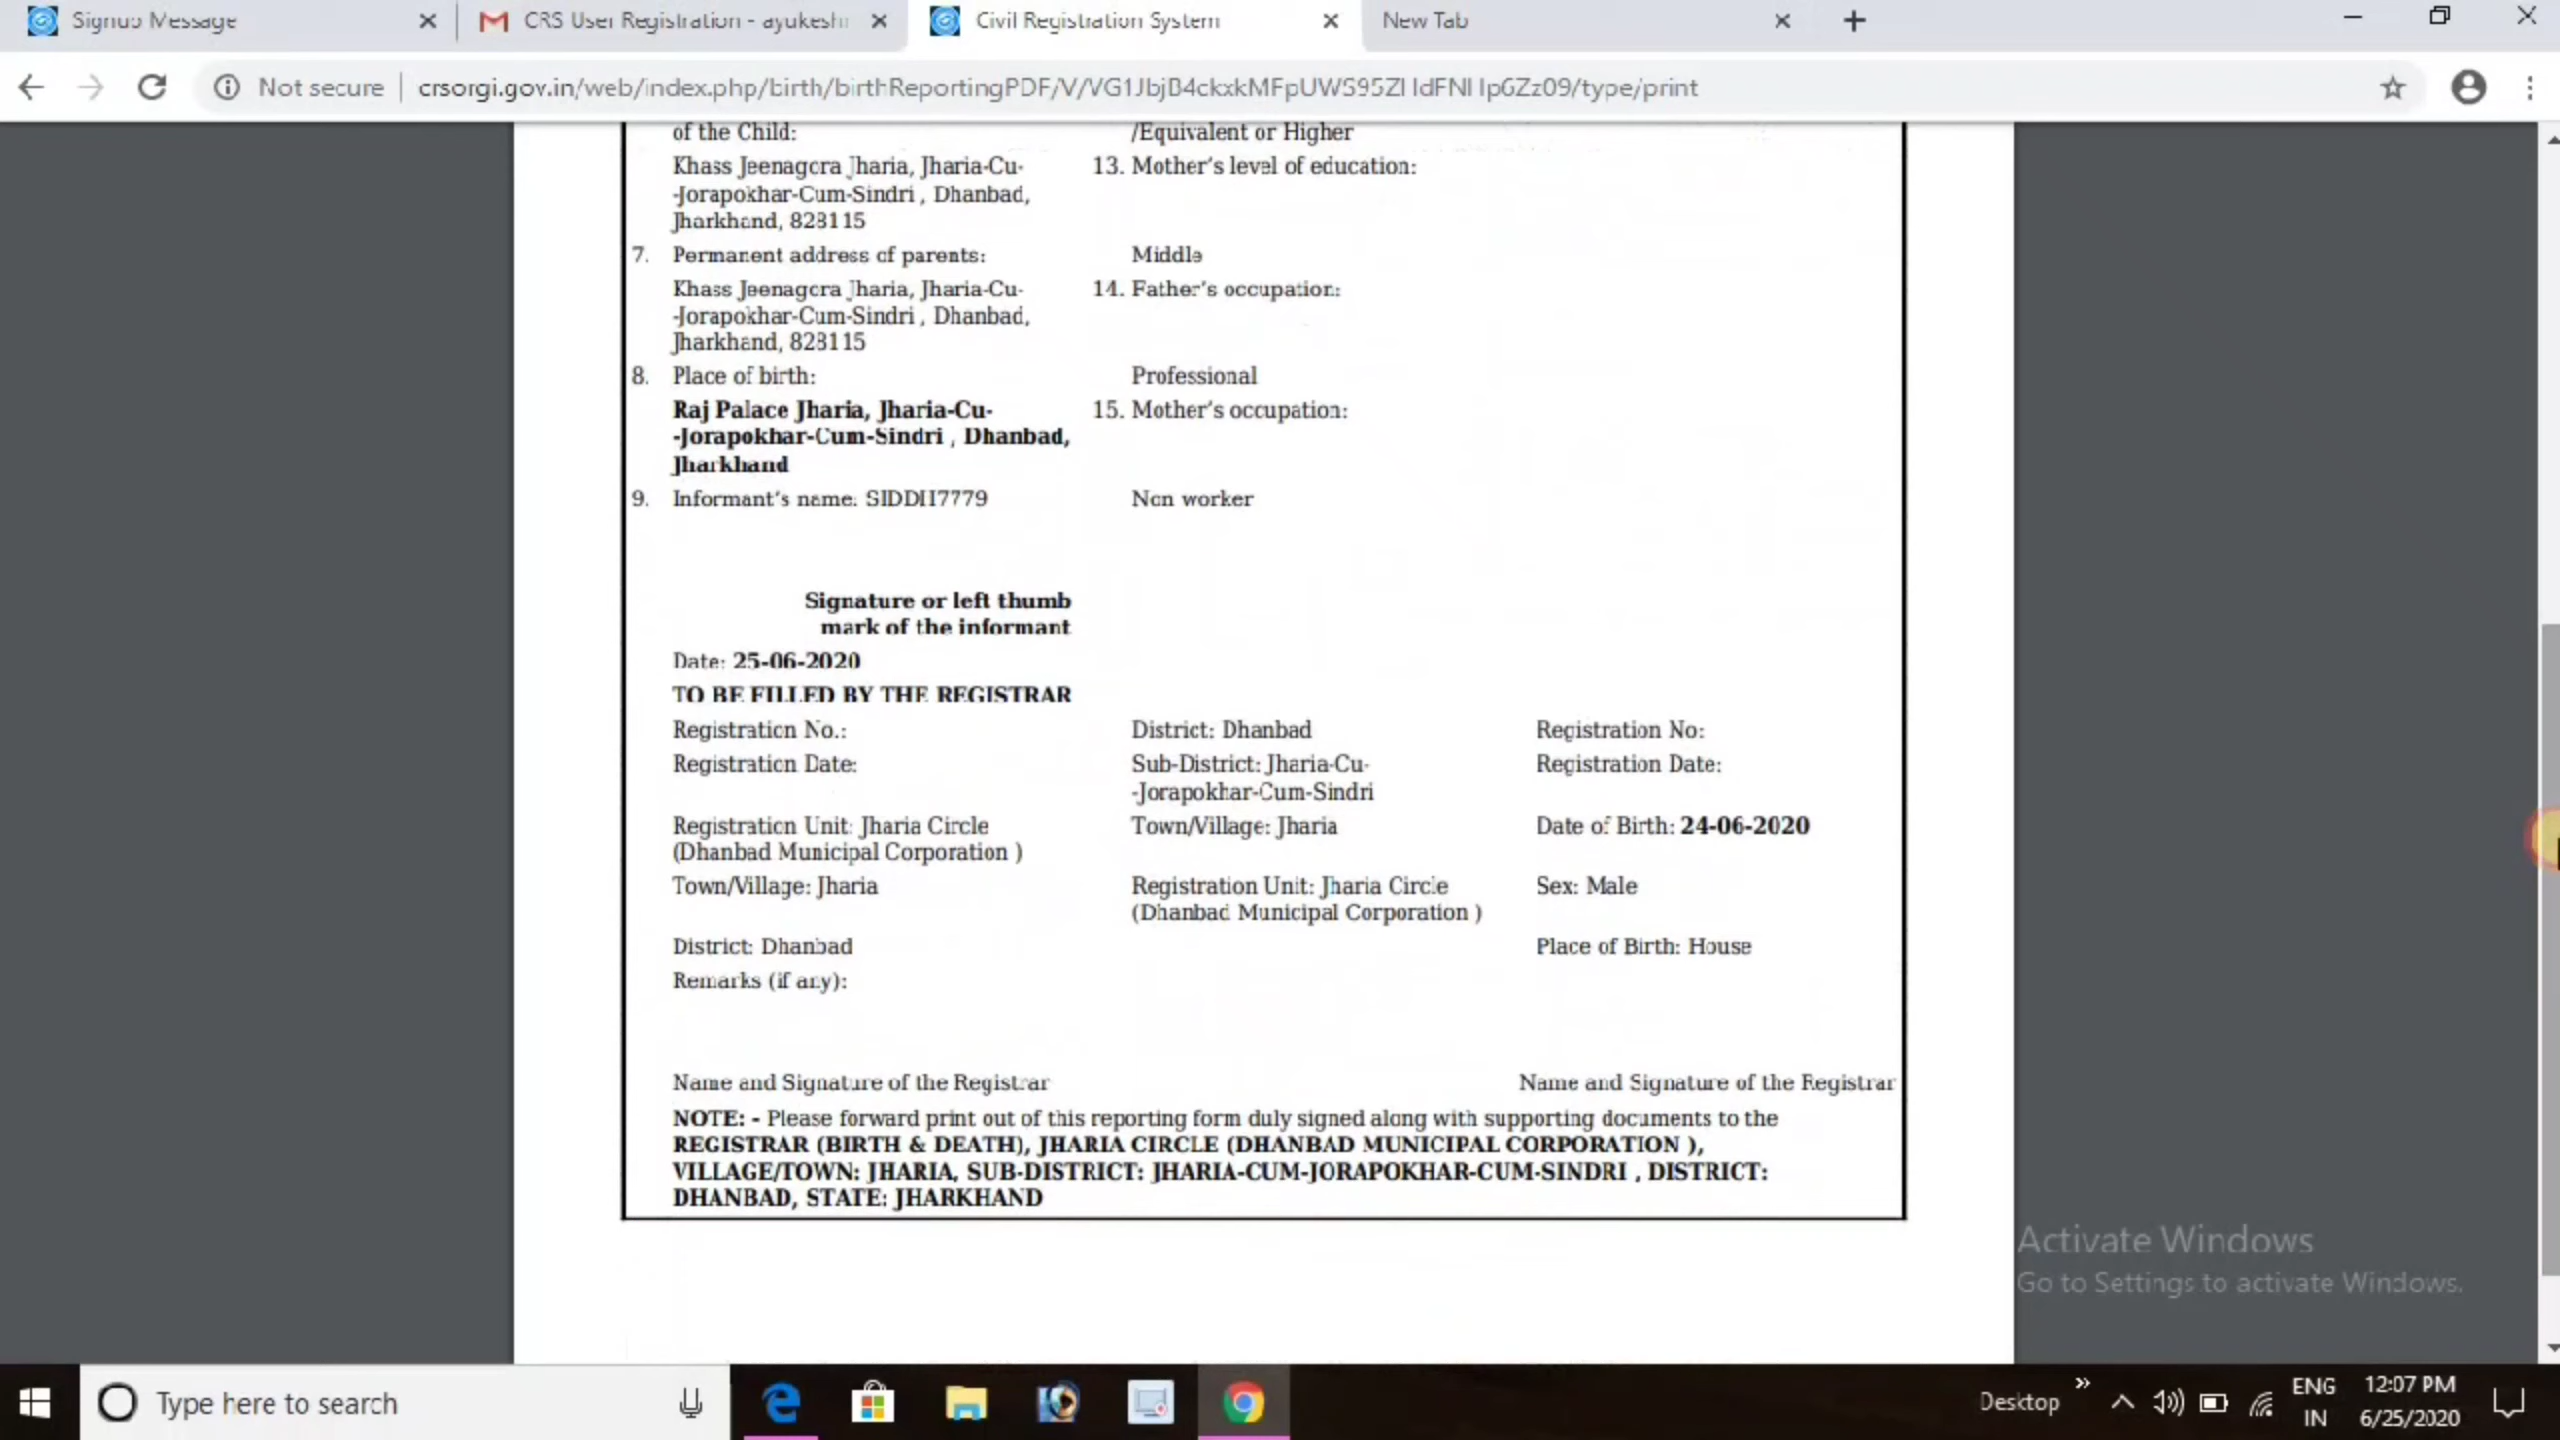 Signup Message
CRS User Registration - ayukeshr
Civil Registration System
New Tab
Not secure
crsorgi.gov.in/web/index.php/birth/birthReportingPDF/V/
/type/print
of the Child:
/Equivalent or Higher
Khass Jeenagora Jharia, Jharia-Cu-
-Jorapokhar-Cum-Sindri , Dhanbad,
Jharkhand, 828115
13. Mother's level of education:
7. Permanent address of parents:
Middle
Khass Jeenagora Jharia, Jharia-Cu-
-Jorapokhar-Cum-Sindri , Dhanbad,
Jharkhand, 828115
14. Father's occupation:
8. Place of birth:
Professional
Raj Palace Jharia, Jharia-Cu-
-Jorapokhar-Cum-Sindri , Dhanbad,
Jharkhand
15. Mother's occupation:
9. Informant's name: SIDDH7779
Non worker
Signature or left thumb
mark of the informant
Date: 25-06-2020
TO BE FILLED BY THE REGISTRAR
Registration No.:
District: Dhanbad
Registration No:
Registration Date:
Sub-District: Jharia-Cu-
-Jorapokhar-Cum-Sindri
Registration Date:
Registration Unit: Jharia Circle
(Dhanbad Municipal Corporation )
Town/Village: Jharia
Date of Birth: 24-06-2020
Town/Village: Jharia
Registration Unit: Jharia Circle
(Dhanbad Municipal Corporation )
Sex: Male
District: Dhanbad
Place of Birth: House
Remarks (if any):
Name and Signature of the Registrar
Name and Signature of the Registrar
NOTE: - Please forward print out of this reporting form duly signed along with supporting documents to the
REGISTRAR (BIRTH & DEATH), JHARIA CIRCLE (DHANBAD MUNICIPAL CORPORATION ),
VILLAGE/TOWN: JHARIA, SUB-DISTRICT: JHARIA-CUM-JORAPOKHAR-CUM-SINDRI , DISTRICT:
DHANBAD, STATE: JHARKHAND
Activate Windows
Go to Settings to activate Windows.
Type here to search
Desktop
ENG
IN
12:07 PM
6/25/2020